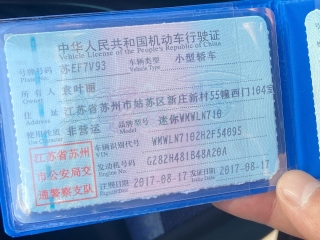 中华人民共和国机动车行驶证
Vehicle License of the People's Republic of China
号牌号码 苏EF7V93 车辆类型 小型轿车
Plate No. Vehicle Type
所有人 袁叶丽
Owner
住址 江苏省苏州市姑苏区新庄新村55幢西门104室
Address
使用性质 非营运 品牌型号 迷你WMWLN710
Use Character Model
江苏省苏州
市公安局交
通警察支队
车辆识别代号 WMWLN7102H2F54095
VIN
发动机号码 G282H481B48A20A
Engine No.
注册日期 2017-08-17 发证日期 2017-08-17
Register Date Issue Date